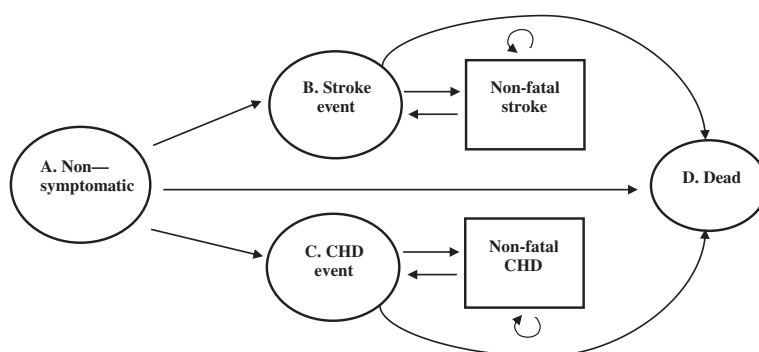 B. Stroke
event
Non-fatal
stroke
A. Non—
symptomatic
D. Dead
C. CHD
event
Non-fatal
CHD